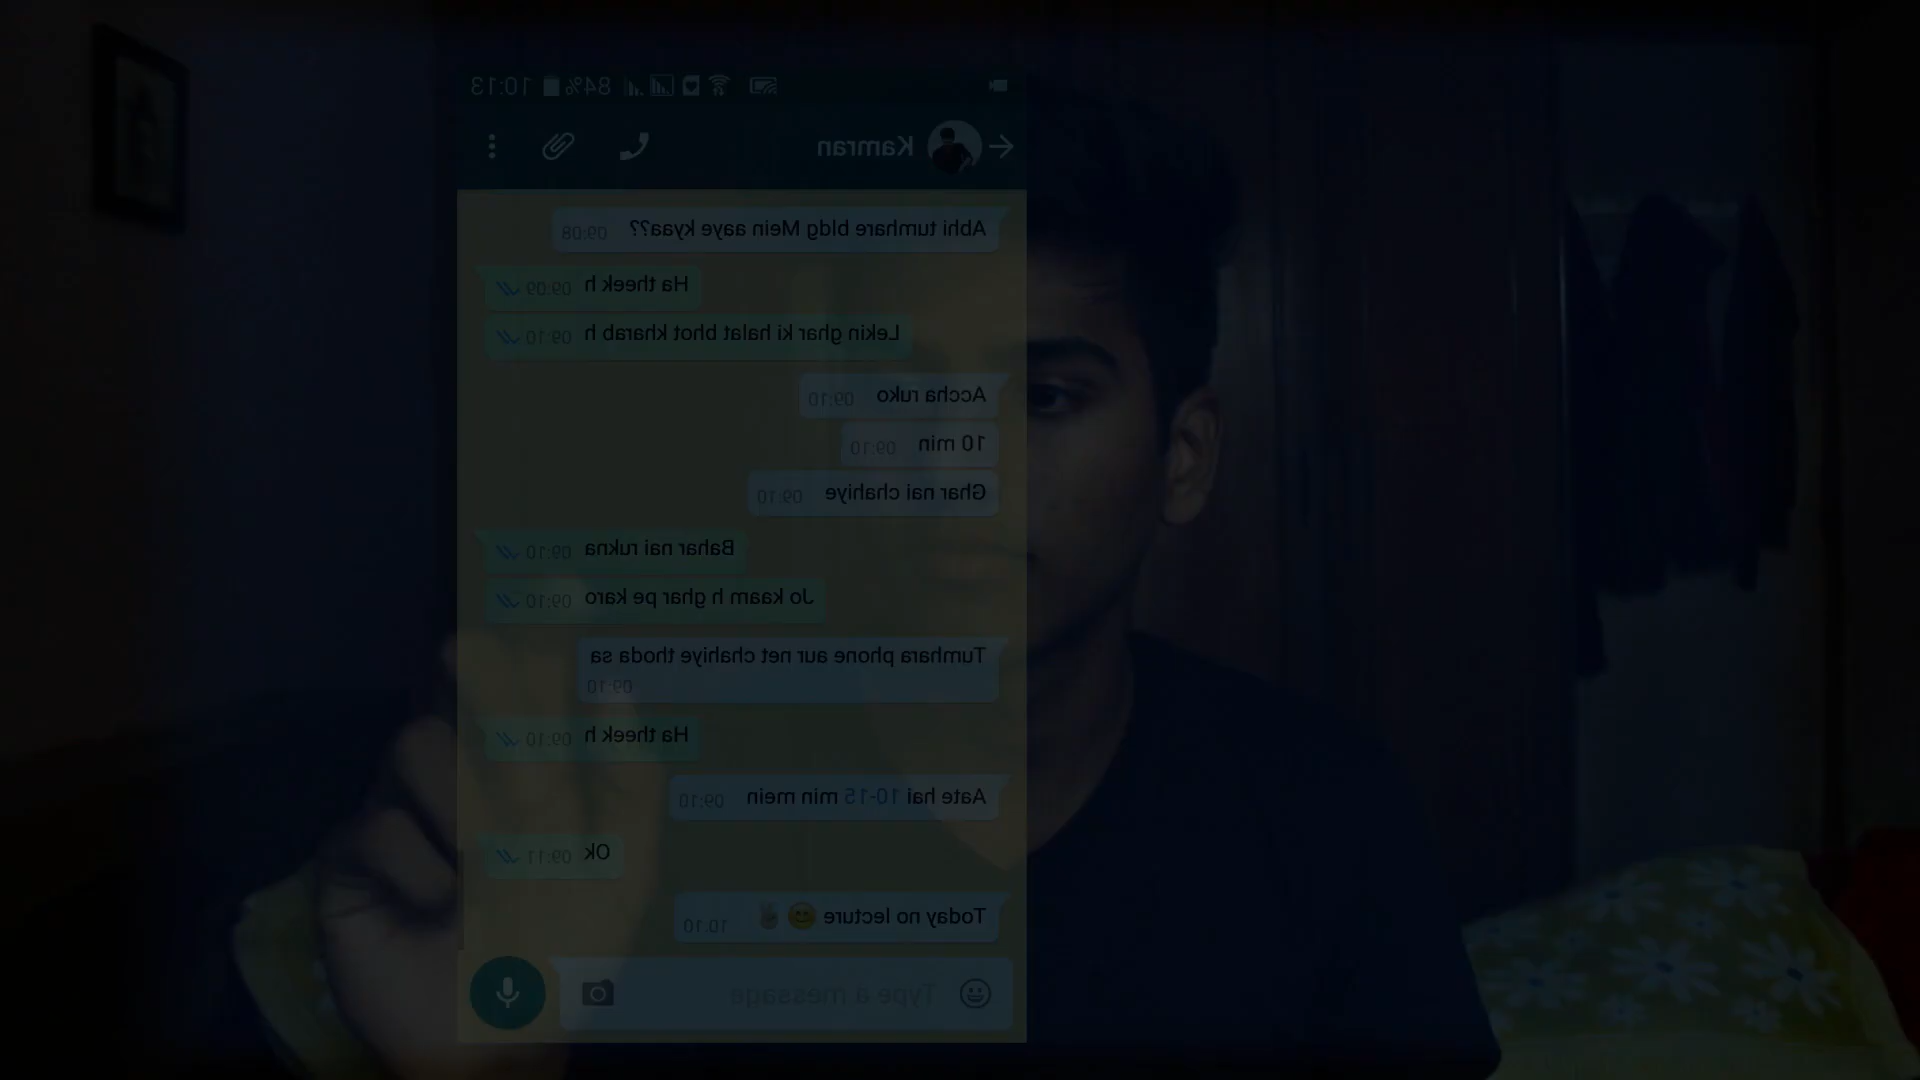 84% 10:13
Kamran
Abhi tumhare bldg Mein aaye kyaa?? 09:08
Ha theek h 09:09
Lekin ghar ki halat bhot kharab h 09:10
Accha ruko 09:10
10 min 09:10
Ghar nai chahiye 09:10
Bahar nai rukna 09:10
Jo kaam h ghar pe karo 09:10
Tumhara phone aur net chahiye thoda sa
09:10
Ha theek h 09:10
Aate hai 10-15 min mein 09:10
Ok 09:11
Today no lecture 😊✌ 10:10
Type a message